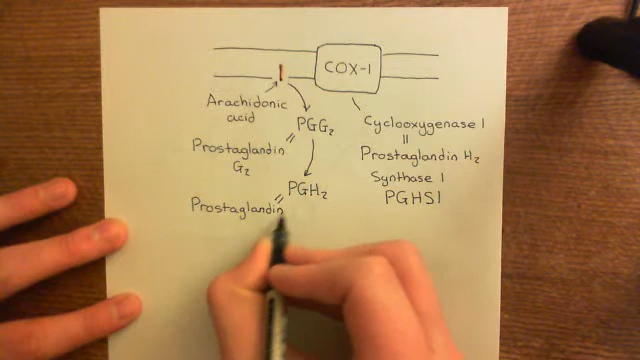 COX-1
Arachidonic
acid
PGG₂
Prostaglandin
G₂
PGH₂
Prostaglandin
Cyclooxygenase 1
=
Prostaglandin H₂
Synthase 1
PGHS1